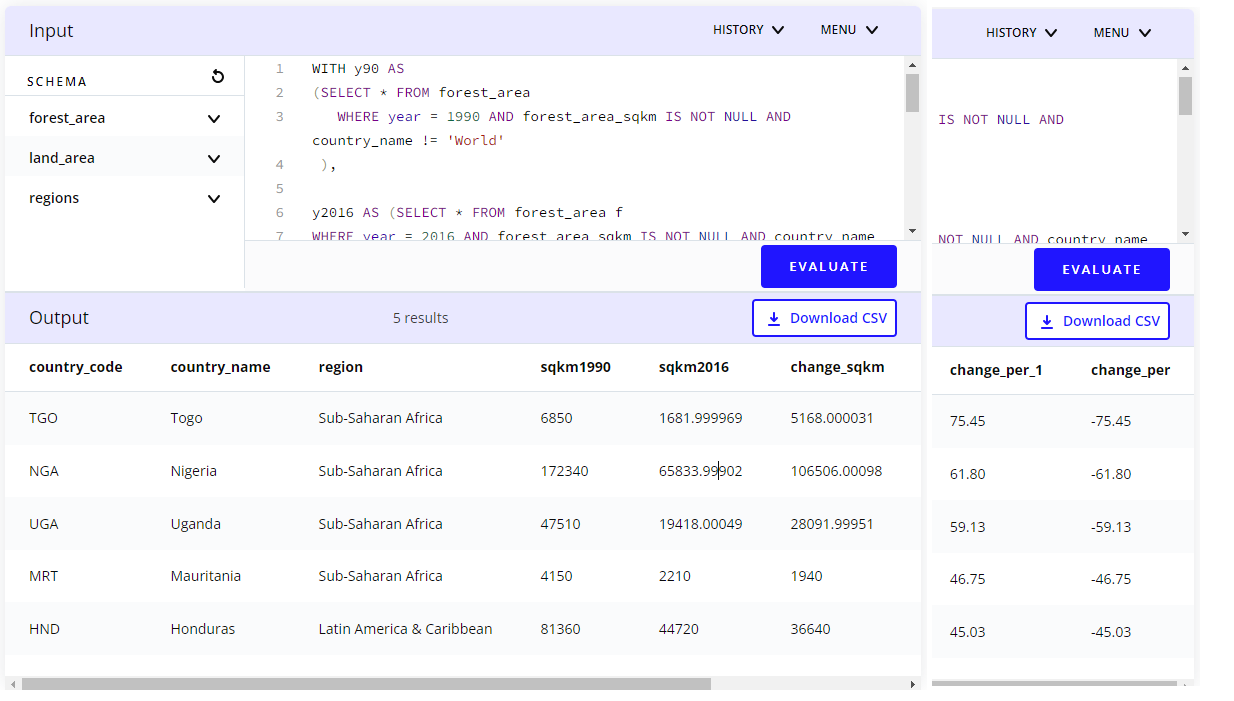 Input HISTORY MENU
SCHEMA
forest_area
land_area
regions
1 WITH y90 AS
2 (SELECT * FROM forest_area
3 WHERE year = 1990 AND forest_area_sqkm IS NOT NULL AND
country_name != 'World'
4 ),
5
6 y2016 AS (SELECT * FROM forest_area f
7 WHERE year = 2016 AND forest_area_sqkm IS NOT NULL AND country_name
EVALUATE
Output 5 results Download CSV
country_code country_name region sqkm1990 sqkm2016 change_sqkm
TGO Togo Sub-Saharan Africa 6850 1681.999969 5168.000031
NGA Nigeria Sub-Saharan Africa 172340 65833.99902 106506.00098
UGA Uganda Sub-Saharan Africa 47510 19418.00049 28091.99951
MRT Mauritania Sub-Saharan Africa 4150 2210 1940
HND Honduras Latin America & Caribbean 81360 44720 36640
HISTORY MENU
IS NOT NULL AND
NOT NULL AND country_name
EVALUATE
Download CSV
change_per_1 change_per
75.45 -75.45
61.80 -61.80
59.13 -59.13
46.75 -46.75
45.03 -45.03